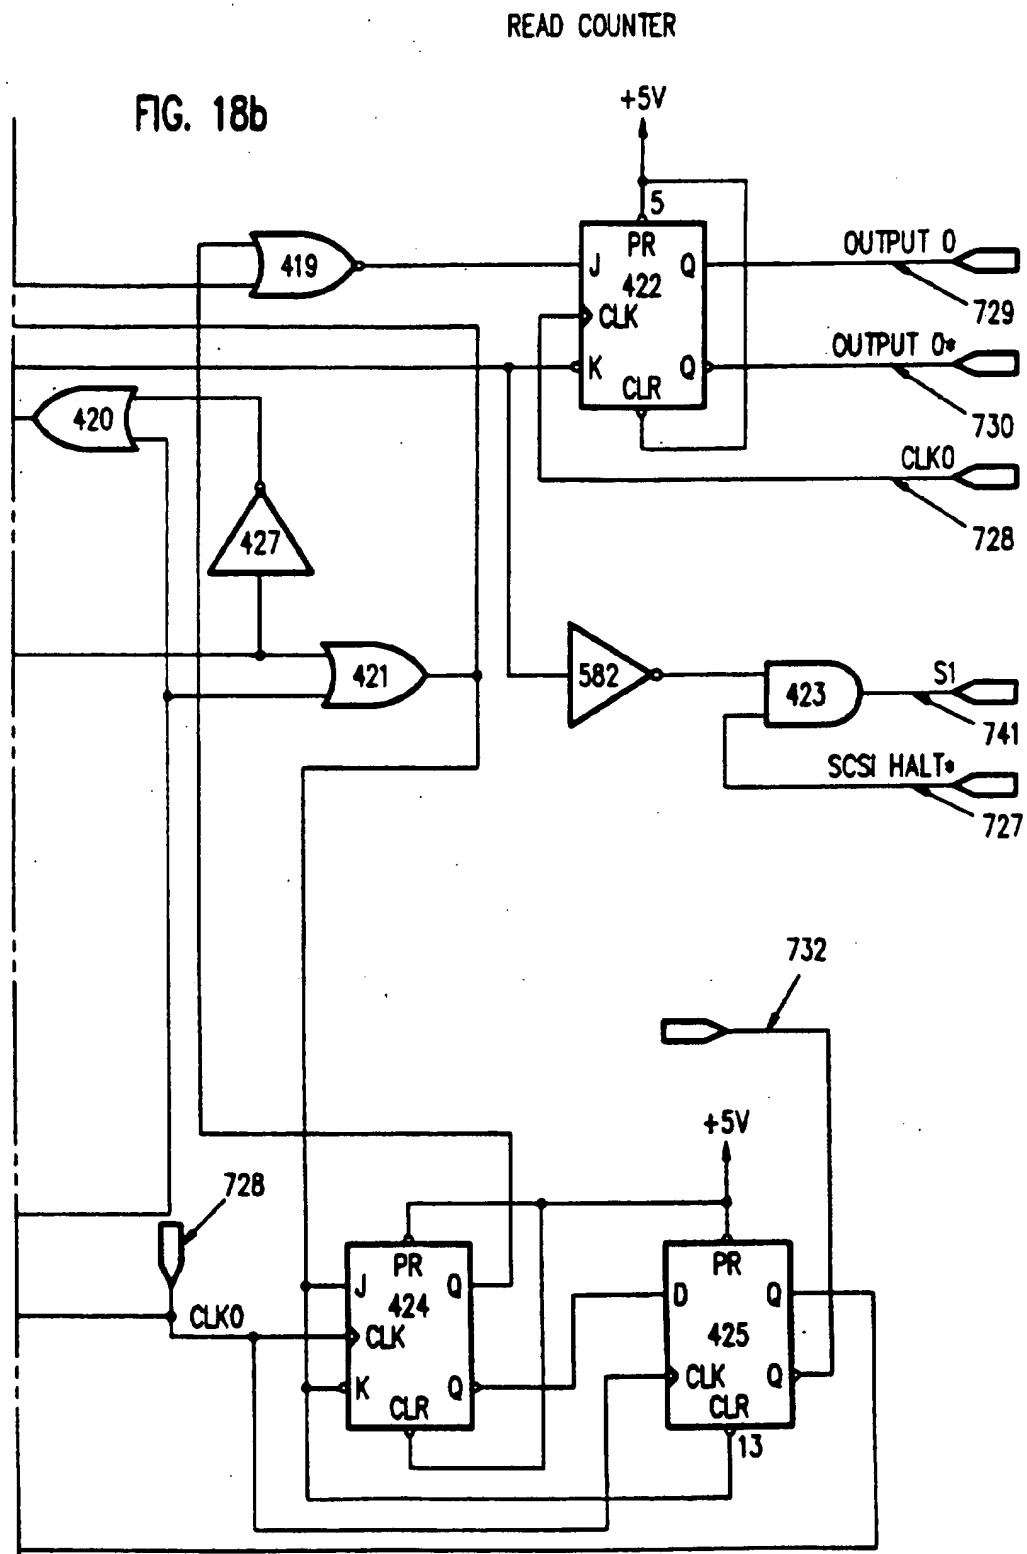 READ COUNTER
FIG. 18b
+5V
5
PR
J
Q
422
CLK
K
Q
CLR
419
OUTPUT 0
729
OUTPUT 0*
730
CLK0
728
420
427
421
582
423
S1
741
SCSI HALT*
727
732
+5V
728
CLK0
PR
J
Q
424
CLK
K
Q
CLR
PR
D
Q
425
CLK
Q
CLR
13